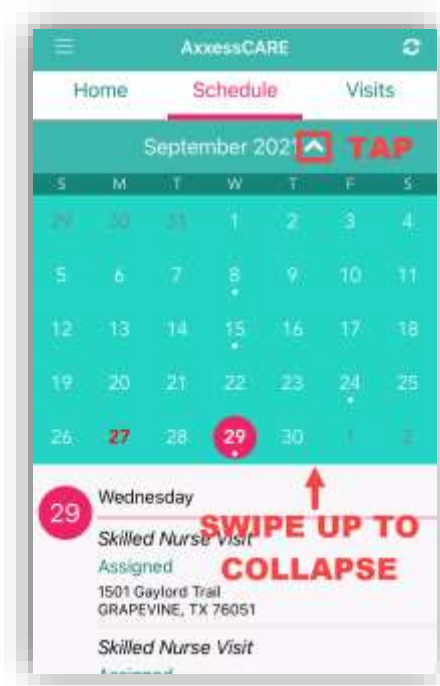 AxxessCARE
Home Schedule Visits
September 2021 TAP
S M T W T F S
29 30 31 1 2 3 4
5 6 7 8 9 10 11
12 13 14 15 16 17 18
19 20 21 22 23 24 25
26 27 28 29 30 1 2
29 Wednesday
Skilled Nurse Visit
Assigned
1501 Gaylord Trail
GRAPEVINE, TX 76051
SWIPE UP TO
COLLAPSE
Skilled Nurse Visit